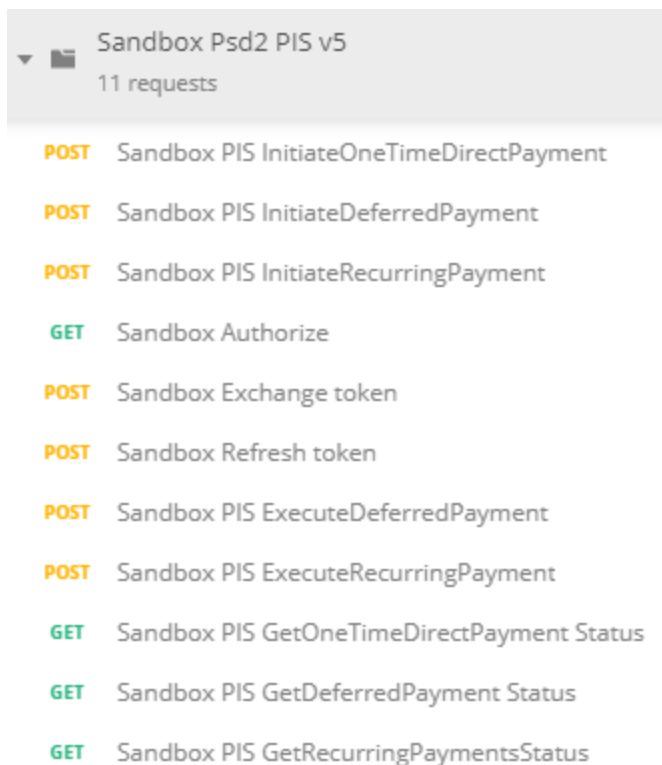 Sandbox Psd2 PIS v5
11 requests
POST Sandbox PIS InitiateOneTimeDirectPayment
POST Sandbox PIS InitiateDeferredPayment
POST Sandbox PIS InitiateRecurringPayment
GET Sandbox Authorize
POST Sandbox Exchange token
POST Sandbox Refresh token
POST Sandbox PIS ExecuteDeferredPayment
POST Sandbox PIS ExecuteRecurringPayment
GET Sandbox PIS GetOneTimeDirectPayment Status
GET Sandbox PIS GetDeferredPayment Status
GET Sandbox PIS GetRecurringPaymentsStatus